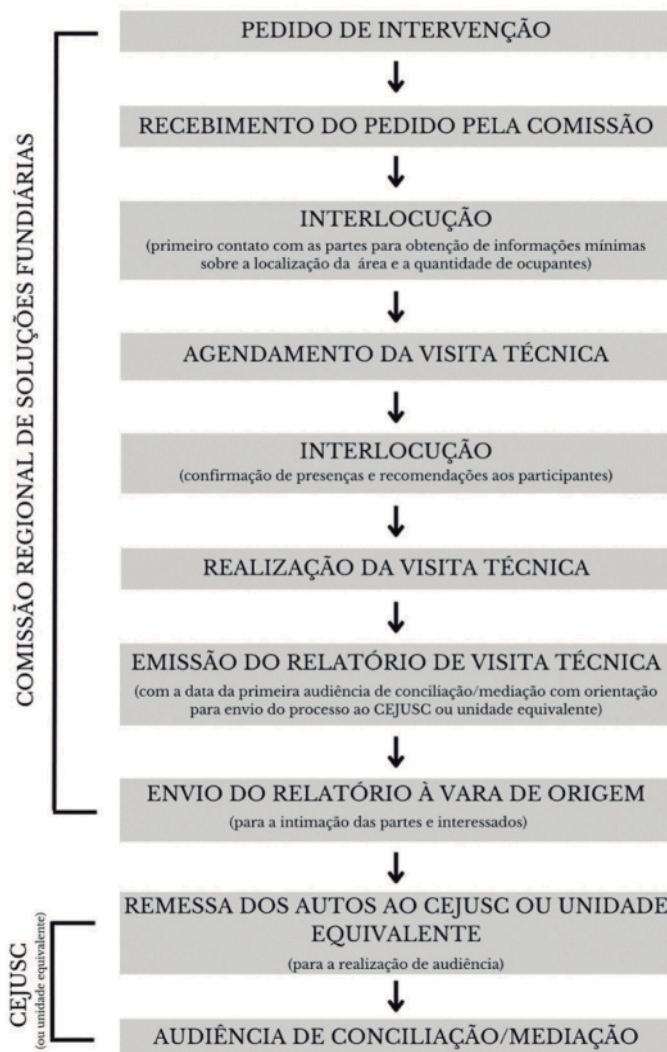 COMISSÃO REGIONAL DE SOLUÇÕES FUNDIÁRIAS
PEDIDO DE INTERVENÇÃO
RECEBIMENTO DO PEDIDO PELA COMISSÃO
INTERLOCUÇÃO
(primeiro contato com as partes para obtenção de informações mínimas
sobre a localização da área e a quantidade de ocupantes)
AGENDAMENTO DA VISITA TÉCNICA
INTERLOCUÇÃO
(confirmação de presenças e recomendações aos participantes)
REALIZAÇÃO DA VISITA TÉCNICA
EMISSÃO DO RELATÓRIO DE VISITA TÉCNICA
(com a data da primeira audiência de conciliação/mediação com orientação
para envio do processo ao CEJUSC ou unidade equivalente)
ENVIO DO RELATÓRIO À VARA DE ORIGEM
(para a intimação das partes e interessados)
CEJUSC
(ou unidade equivalente)
REMESSA DOS AUTOS AO CEJUSC OU UNIDADE
EQUIVALENTE
(para a realização de audiência)
AUDIÊNCIA DE CONCILIAÇÃO/MEDIAÇÃO